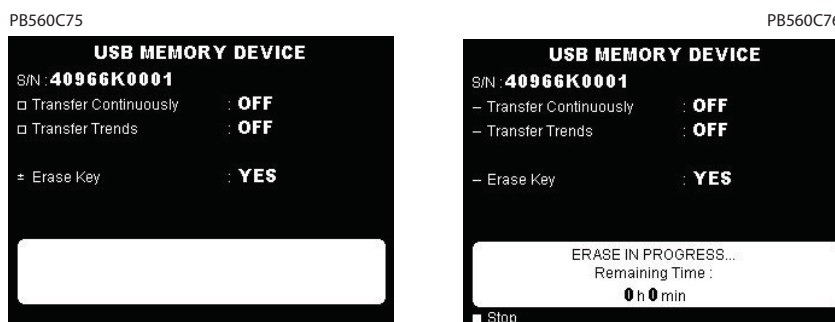 PB560C75
USB MEMORY DEVICE
S/N : 40966K0001
Transfer Continuously : OFF
Transfer Trends : OFF
± Erase Key : YES
PB560C76
USB MEMORY DEVICE
S/N : 40966K0001
– Transfer Continuously : OFF
– Transfer Trends : OFF
– Erase Key : YES
ERASE IN PROGRESS...
Remaining Time :
0 h 0 min
Stop